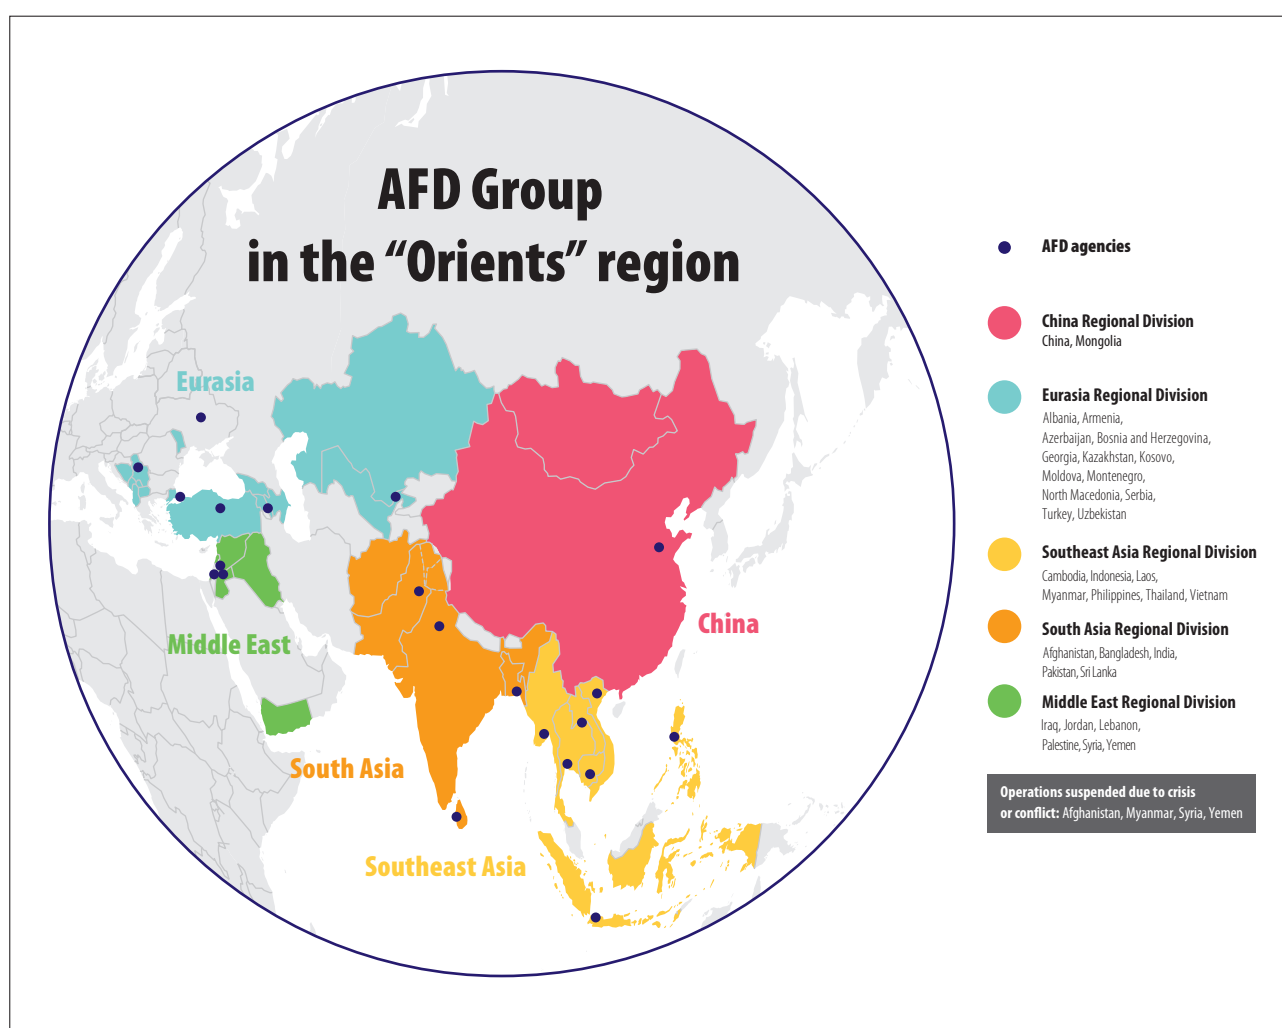 AFD Group
in the “Orients” region
Eurasia
Middle East
South Asia
Southeast Asia
China
AFD agencies
China Regional Division
China, Mongolia
Eurasia Regional Division
Albania, Armenia,
Azerbaijan, Bosnia and Herzegovina,
Georgia, Kazakhstan, Kosovo,
Moldova, Montenegro,
North Macedonia, Serbia,
Turkey, Uzbekistan
Southeast Asia Regional Division
Cambodia, Indonesia, Laos,
Myanmar, Philippines, Thailand, Vietnam
South Asia Regional Division
Afghanistan, Bangladesh, India,
Pakistan, Sri Lanka
Middle East Regional Division
Iraq, Jordan, Lebanon,
Palestine, Syria, Yemen
Operations suspended due to crisis
or conflict: Afghanistan, Myanmar, Syria, Yemen